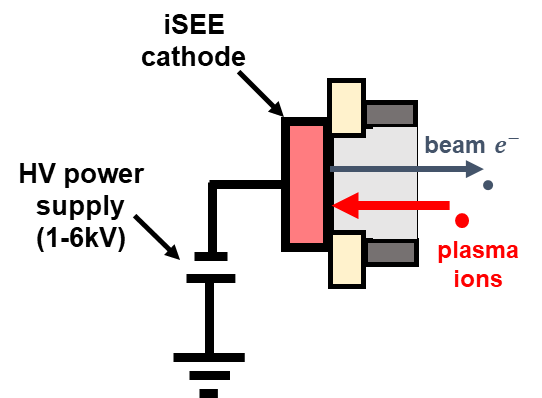 iSEE
cathode
beam e⁻
HV power
supply
(1-6kV)
plasma
ions